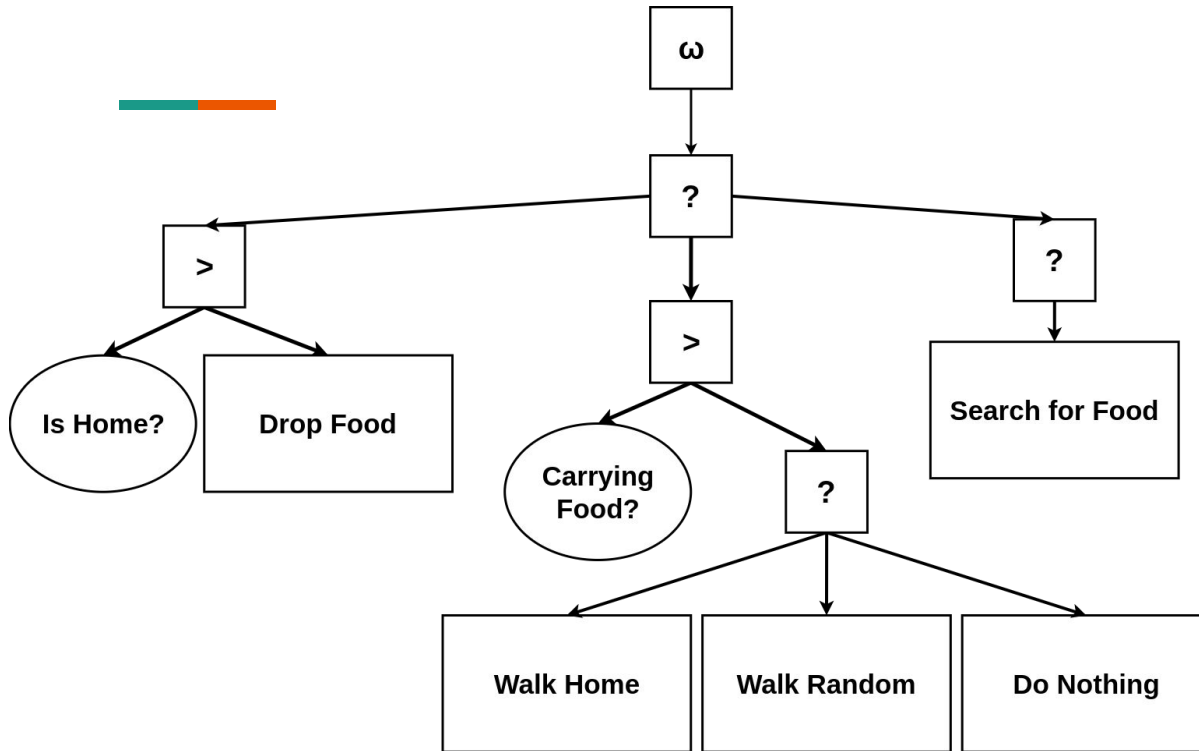 ω
?
>
?
>
Is Home?
Drop Food
Search for Food
Carrying
Food?
?
Walk Home
Walk Random
Do Nothing